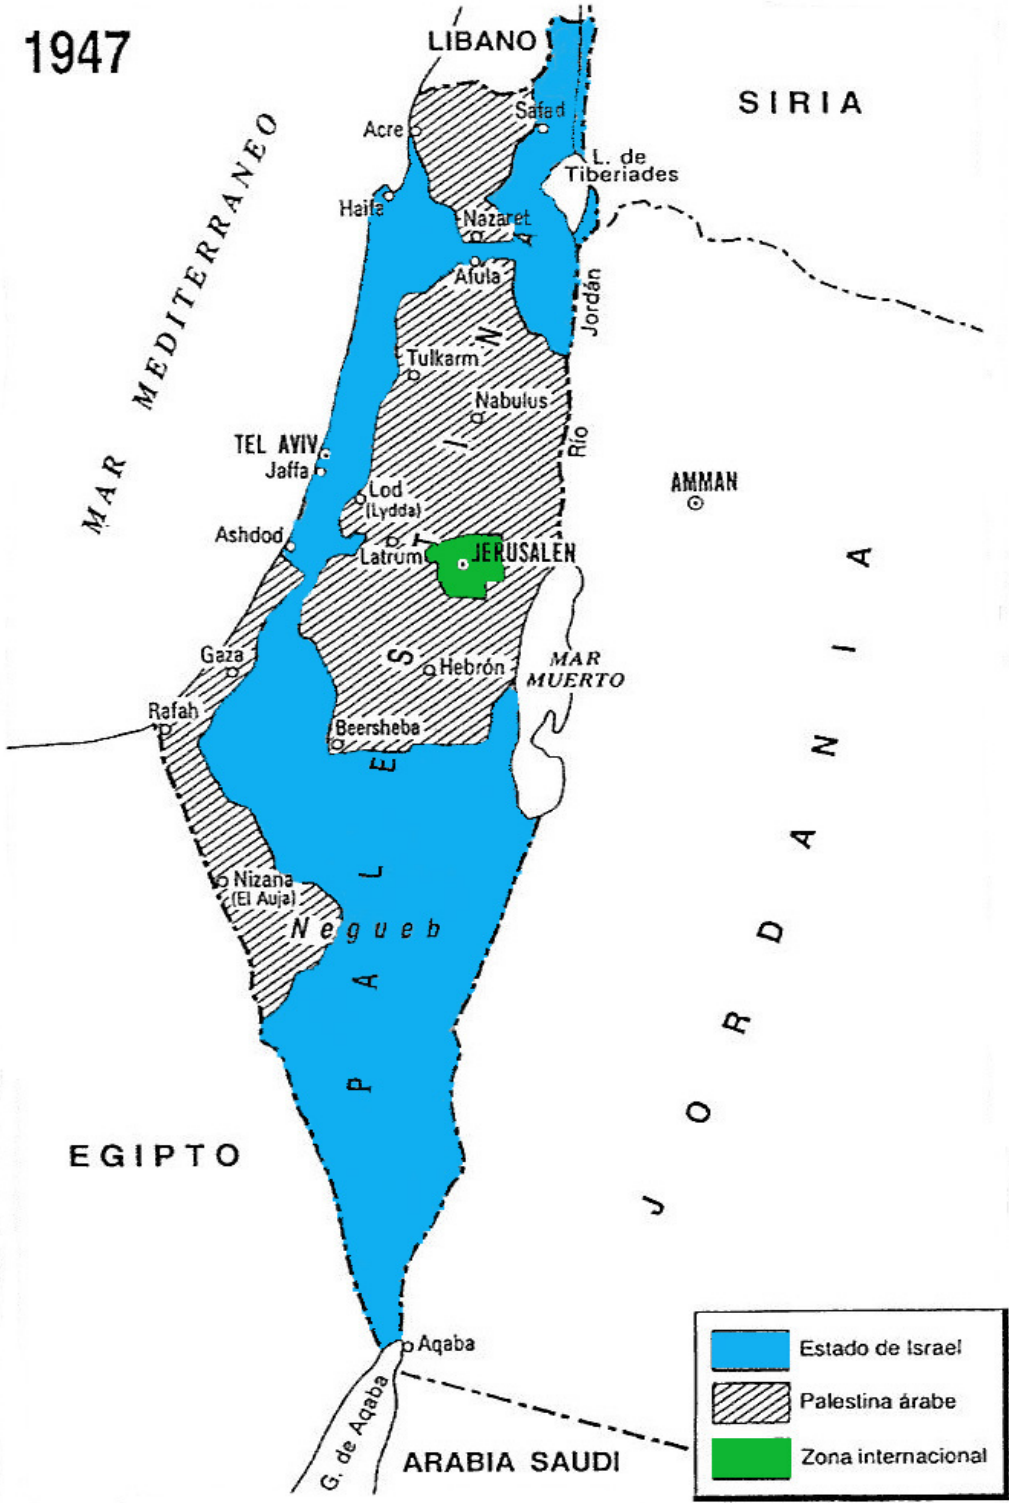 1947
LIBANO
SIRIA
Safad
Acre
L. de
Tiberiades
Haifa
Nazaret
MAR MEDITERRANEO
Afula
Jordán
Río
Tulkarm
Nabulus
TEL AVIV
Jaffa
AMMAN
Lod
(Lydda)
Ashdod
Latrum
JERUSALEN
Gaza
Hebrón
MAR
MUERTO
Rafah
Beersheba
Nizana
(El Auja)
Negueb
PALESTINA
JORDANIA
EGIPTO
Aqaba
G. de Aqaba
ARABIA SAUDI
Estado de Israel
Palestina árabe
Zona internacional